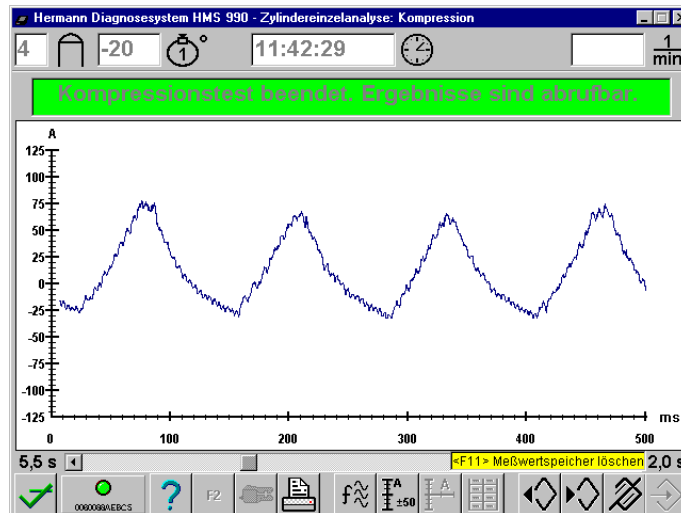 Hermann Diagnosesystem HMS 990 - Zylindereinzelanalyse: Kompression
4 -20 1 ° 11:42:29 1/min
Kompressionstest beendet. Ergebnisse sind abrufbar.
A
125
100
75
50
25
0
-25
-50
-75
-100
-125
ms
0 100 200 300 400 500
5,5 s <F11> Meßwertspeicher löschen 2,0 s
? F2 f A ±50 A